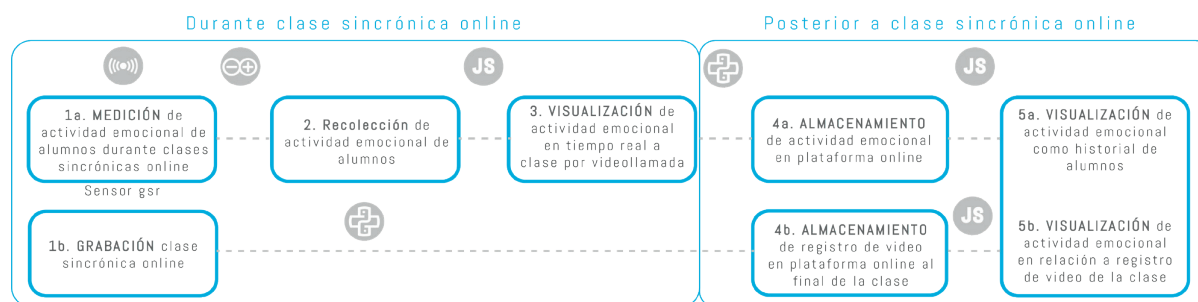 Durante clase sincrónica online
Posterior a clase sincrónica online
JS
JS
1a. MEDICIÓN de
actividad emocional de
alumnos durante clases
sincrónicas online
Sensor gsr
2. Recolección de
actividad emocional de
alumnos
3. VISUALIZACIÓN de
actividad emocional
en tiempo real a
clase por videollamada
4a. ALMACENAMIENTO
de actividad emocional
en plataforma online
5a. VISUALIZACIÓN de
actividad emocional
como historial de
alumnos
1b. GRABACIÓN clase
sincrónica online
4b. ALMACENAMIENTO
de registro de video
en plataforma online al
final de la clase
JS
5b. VISUALIZACIÓN de
actividad emocional
en relación a registro
de video de la clase